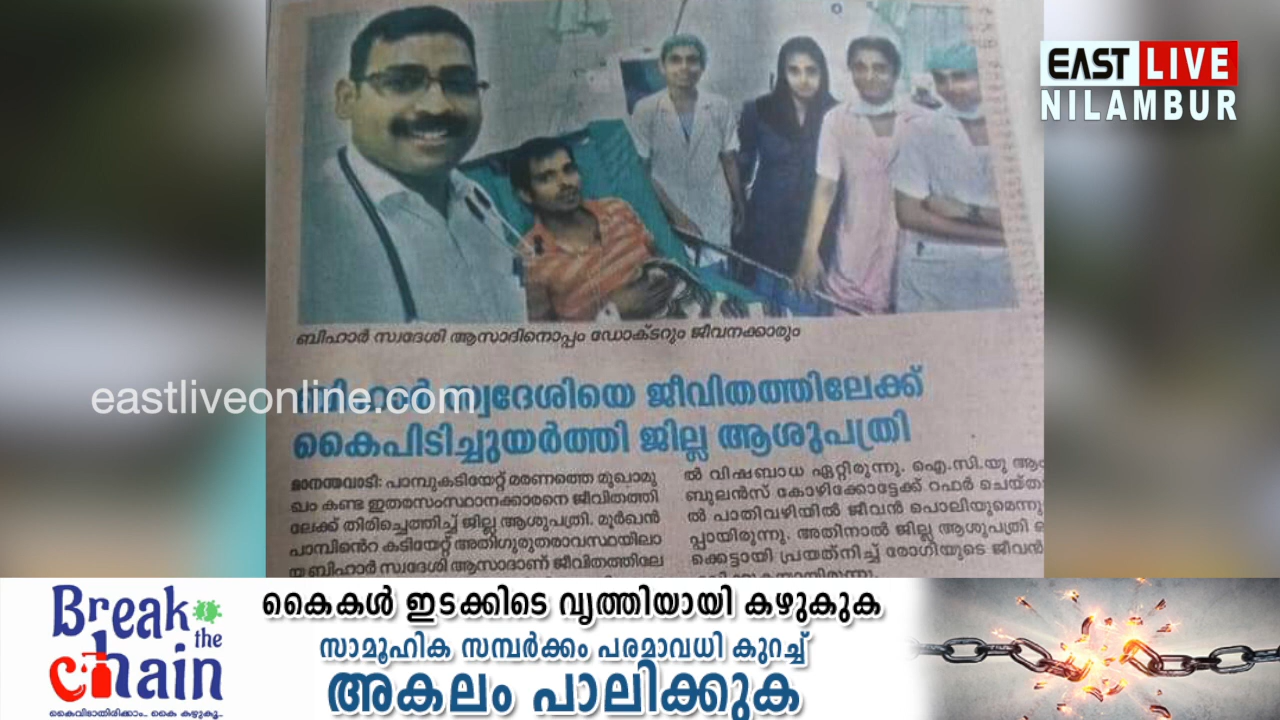 EAST LIVE
NILAMBUR
ബിഹാർ സ്വദേശി ആസാദിനൊപ്പം ഡോക്ടറും ജീവനക്കാരും
സ്വദേശിയെ ജീവിതത്തിലേക്ക്
eastliveonline.com
കൈപിടിച്ചുയർത്തി ജില്ല ആശുപത്രി
മാനന്തവാടി: പാമ്പുകടിയേറ്റ് മരണത്തെ മുഖാമു
ഖം കണ്ട ഇതരസംസ്ഥാനക്കാരനെ ജീവിതത്തി
ലേക്ക് തിരിച്ചെത്തിച്ച് ജില്ല ആശുപത്രി. മൂർഖൻ
പാമ്പിൻെറ കടിയേറ്റ് അതിഗുരുതരാവസ്ഥയിലാ
യ ബിഹാർ സ്വദേശി ആസാദാണ് ജീവിതത്തിലേ
ൽ വിഷബാധ ഏറ്റിരുന്നു. ഐ.സി.യു
ബുലൻസ് കോഴിക്കോട്ടേക്ക് റഫർ ചെയ്താ
ൽ പാതിവഴിയിൽ ജീവൻ പൊലിയുമെന്നു
പ്പായിരുന്നു. അതിനാൽ ജില്ല ആശുപത്രി
ക്കെട്ടായി പ്രയത്നിച്ച് രോഗിയുടെ ജീവൻ
Break the chain
കൈവിടാതിരിക്കാം.. കൈ കഴുകൂ..
കൈകൾ ഇടക്കിടെ വൃത്തിയായി കഴുകുക
സാമൂഹിക സമ്പർക്കം പരമാവധി കുറച്ച്
അകലം പാലിക്കുക